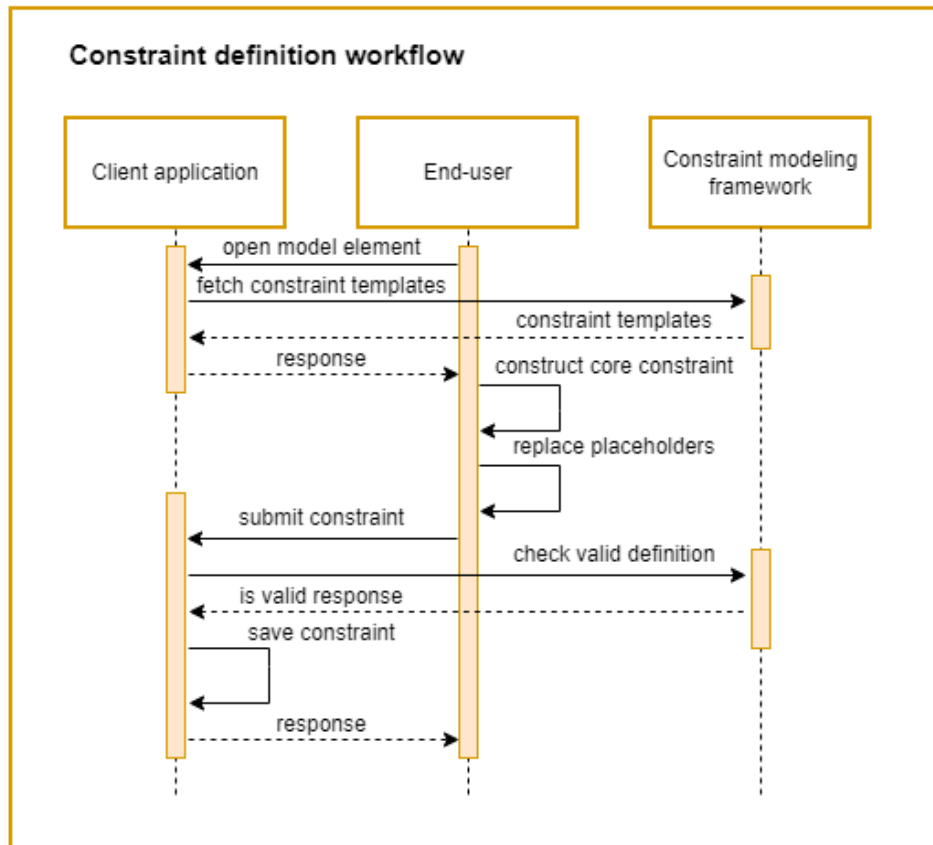 Constraint definition workflow
Client application
End-user
Constraint modeling
framework
open model element
fetch constraint templates
constraint templates
response
construct core constraint
replace placeholders
submit constraint
check valid definition
is valid response
save constraint
response